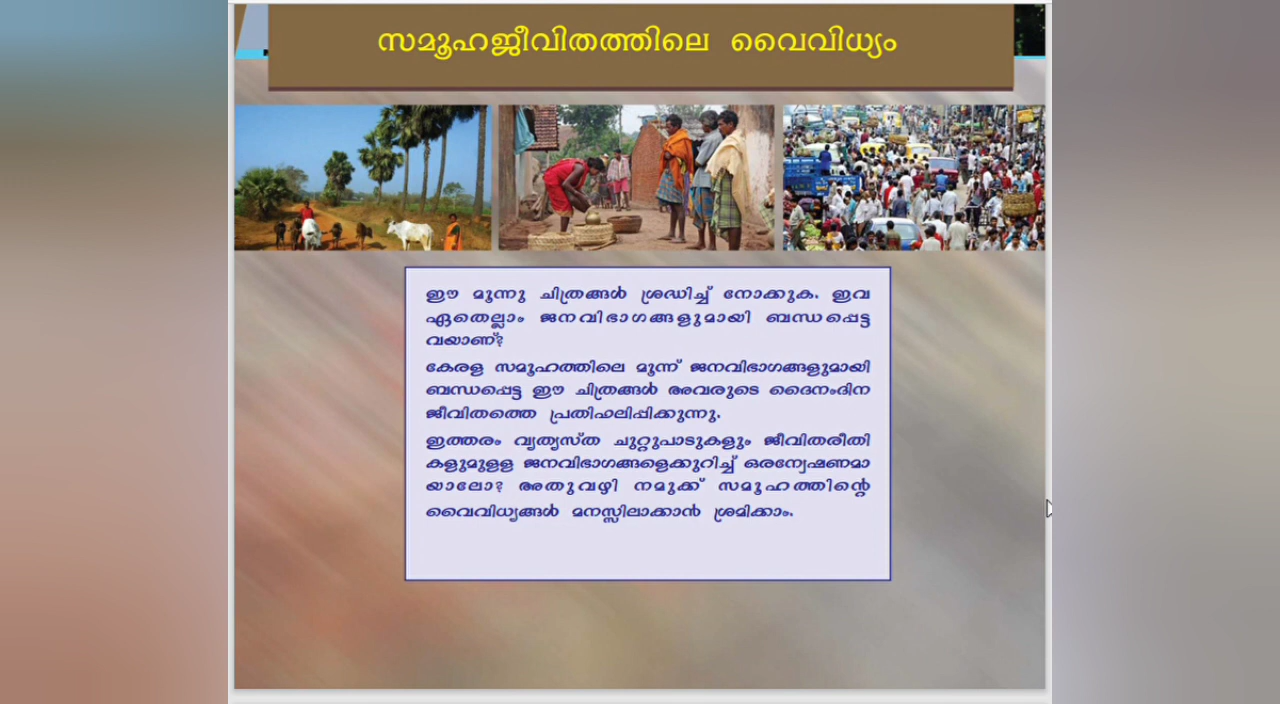 സമൂഹജീവിതത്തിലെ വൈവിധ്യം
ഈ മൂന്നു ചിത്രങ്ങൾ ശ്രദ്ധിച്ച് നോക്കുക. ഇവ
ഏതെല്ലാം ജനവിഭാഗങ്ങളുമായി ബന്ധപ്പെട്ട
വയാണ്?
കേരള സമൂഹത്തിലെ മൂന്ന് ജനവിഭാഗങ്ങളുമായി
ബന്ധപ്പെട്ട ഈ ചിത്രങ്ങൾ അവരുടെ ദൈനംദിന
ജീവിതത്തെ പ്രതിഫലിപ്പിക്കുന്നു.
ഇത്തരം വ്യത്യസ്ത ചുറ്റുപാടുകളും ജീവിതരീതി
കളുമുളള ജനവിഭാഗങ്ങളെക്കുറിച്ച് ഒരന്വേഷണമാ
യാലോ? അതുവഴി നമുക്ക് സമൂഹത്തിന്റെ
വൈവിധ്യങ്ങൾ മനസ്സിലാക്കാൻ ശ്രമിക്കാം.